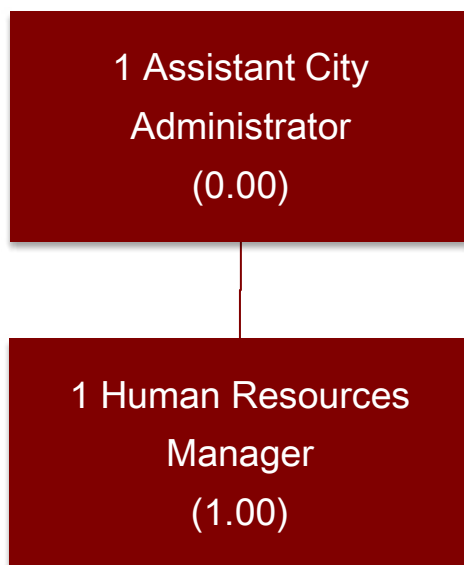 1 Assistant City
Administrator
(0.00)
1 Human Resources
Manager
(1.00)